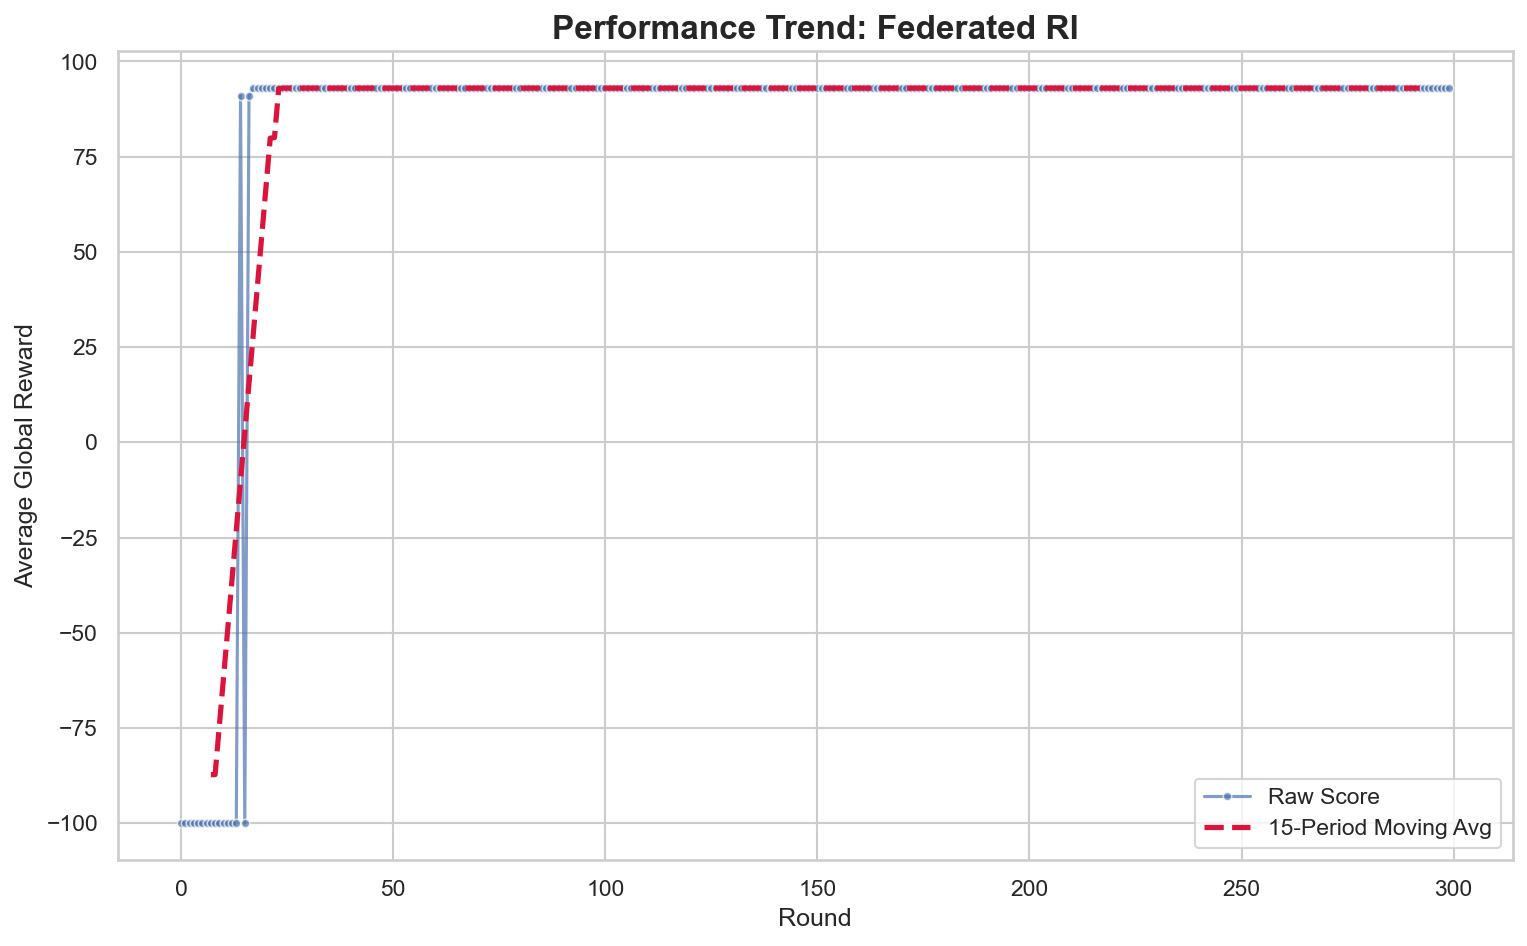 Performance Trend: Federated Rl
Average Global Reward
100
75
50
25
0
−25
−50
−75
−100
0 50 100 150 200 250 300
Round
Raw Score
15-Period Moving Avg